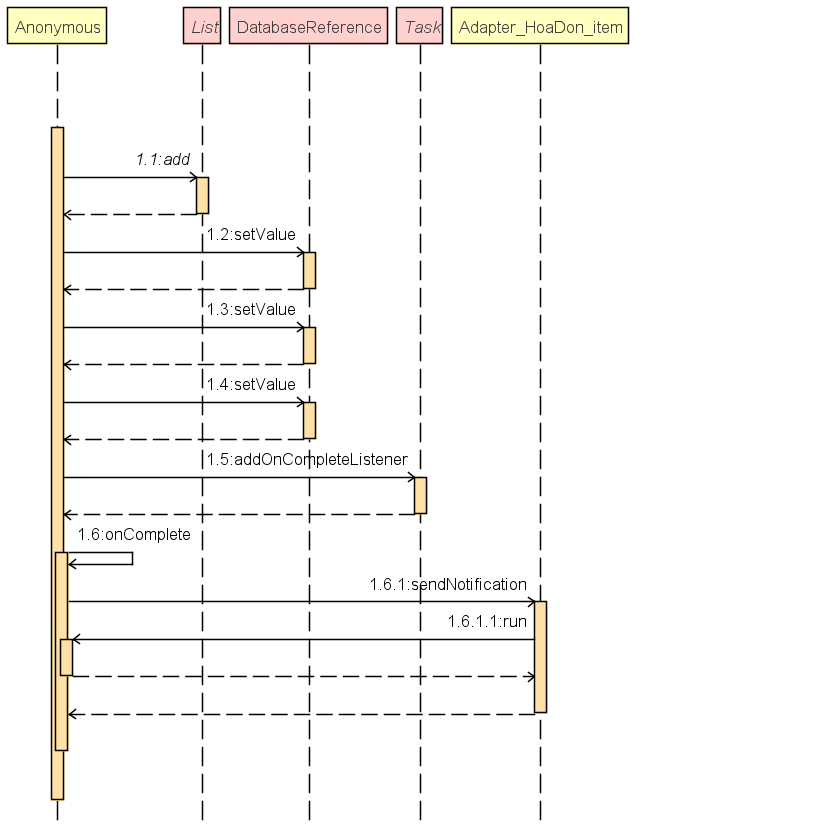 Anonymous List DatabaseReference Task Adapter_HoaDon_item
1.1:add
1.2:setValue
1.3:setValue
1.4:setValue
1.5:addOnCompleteListener
1.6:onComplete
1.6.1:sendNotification
1.6.1.1:run